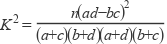 K² = n(ad−bc)² / (a+c)(b+d)(a+d)(b+c)